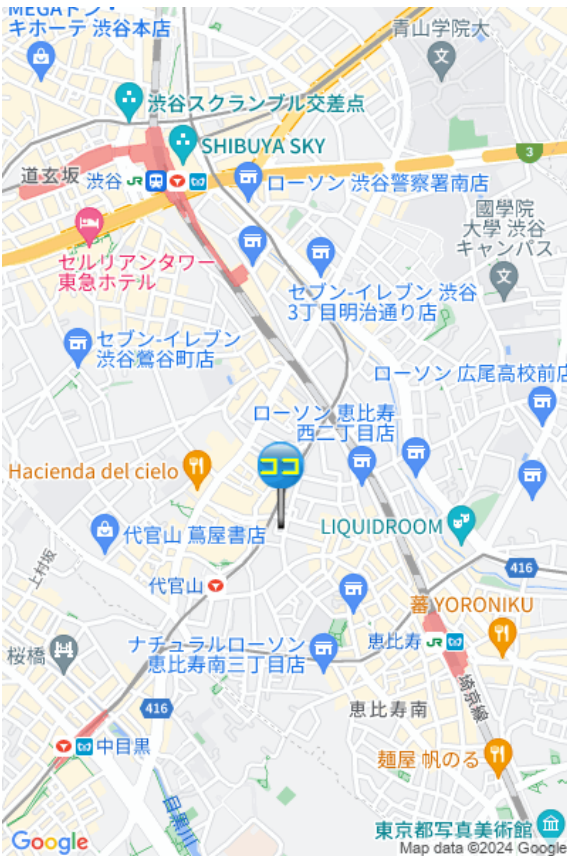 MEGAドン・
キホーテ 渋谷本店
青山学院大
渋谷スクランブル交差点
SHIBUYA SKY
3
道玄坂
渋谷
JR
ローソン 渋谷警察署南店
國學院
大學 渋谷
キャンパス
セルリアンタワー
東急ホテル
セブン-イレブン 渋谷
3丁目明治通り店
セブン-イレブン
渋谷鶯谷町店
ローソン 広尾高校前店
ローソン 恵比寿
西二丁目店
ココ
Hacienda del cielo
代官山 蔦屋書店
LIQUIDROOM
上村坂
代官山
416
蕃 YORONIKU
桜橋
ナチュラルローソン
恵比寿南三丁目店
恵比寿
JR
埼京線
416
恵比寿南
中目黒
麺屋 帆のる
目黒川
東京都写真美術館
Google
Map data ©2024 Google